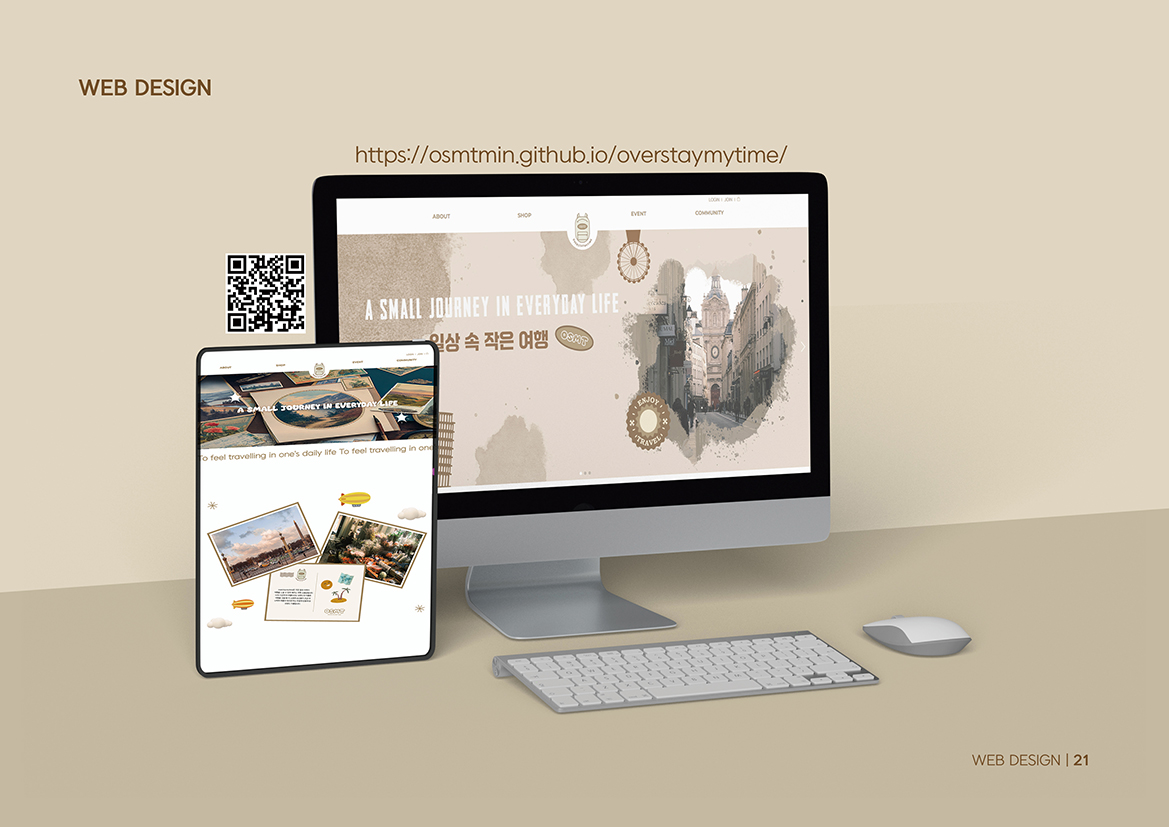 WEB DESIGN
https://osmtmin.github.io/overstaymytime/
LOGIN | JOIN |
ABOUT
SHOP
EVENT
COMMUNITY
A SMALL JOURNEY IN EVERYDAY LIFE
일상 속 작은 여행
OSMT
ENJOY
TRAVEL
ABOUT
SHOP
EVENT
COMMUNITY
A SMALL JOURNEY IN EVERYDAY LIFE
To feel travelling in one's daily life To feel travelling in one
OSMT
WEB DESIGN | 21